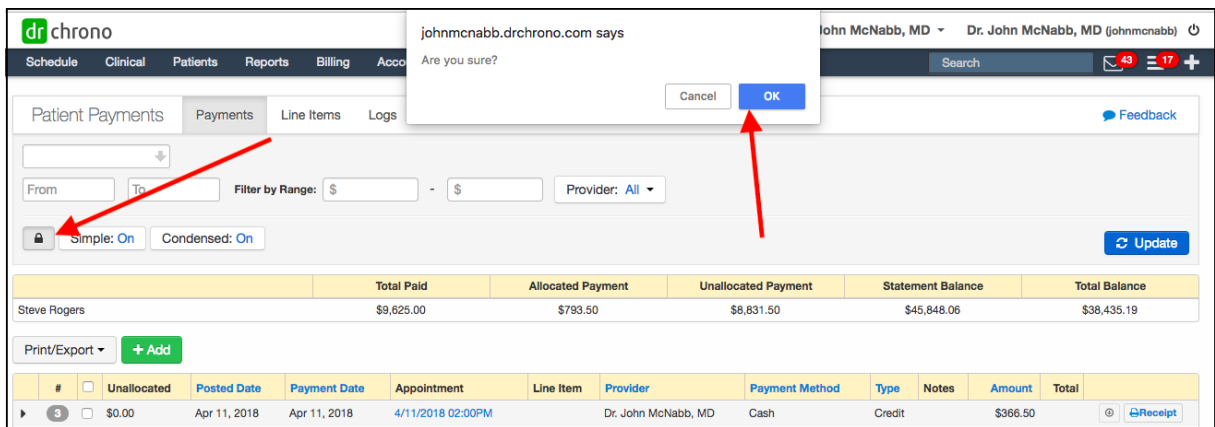 dr chrono
johnmcnabb.drchrono.com says
John McNabb, MD
Dr. John McNabb, MD (johnmcnabb)
Schedule Clinical Patients Reports Billing
Are you sure?
Search
43
17
Cancel OK
Patient Payments Payments Line Items Logs
Feedback
From To Filter by Range: $ - $ Provider: All
Simple: On Condensed: On
Update
Total Paid Allocated Payment Unallocated Payment Statement Balance Total Balance
Steve Rogers $9,625.00 $793.50 $8,831.50 $45,848.06 $38,435.19
Print/Export + Add
# Unallocated Posted Date Payment Date Appointment Line Item Provider Payment Method Type Notes Amount Total
3 $0.00 Apr 11, 2018 Apr 11, 2018 4/11/2018 02:00PM Dr. John McNabb, MD Cash Credit $366.50 Receipt